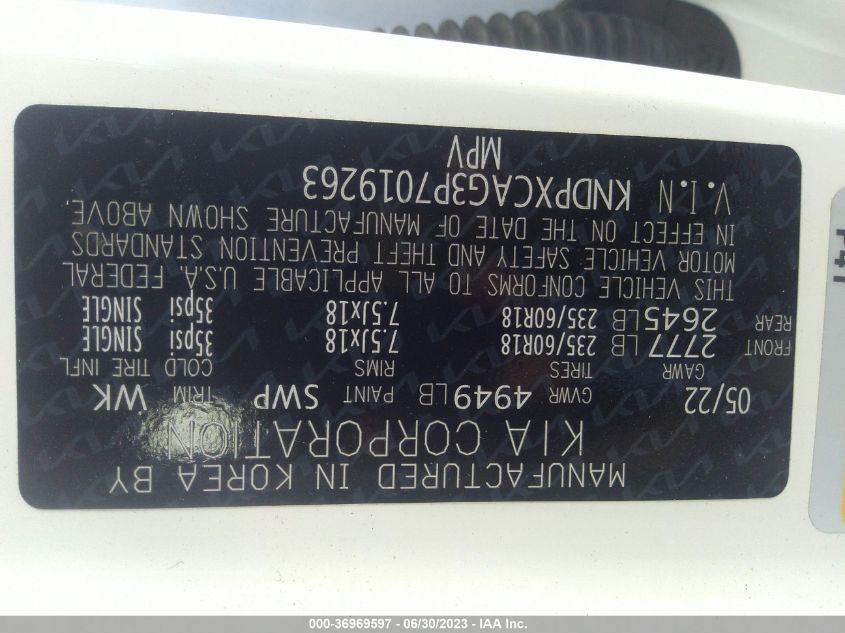 MANUFACTURED IN KOREA BY
KIA CORPORATION
05/22 GVWR 4949LB PAINT SWP TRIM WK
GAWR TIRES RIMS COLD TIRE INFL
FRONT 2777 LB 235/60R18 7.5Jx18 35psi SINGLE
REAR 2645 LB 235/60R18 7.5Jx18 35psi SINGLE
THIS VEHICLE CONFORMS TO ALL APPLICABLE U.S.A. FEDERAL
MOTOR VEHICLE SAFETY AND THEFT PREVENTION STANDARDS
IN EFFECT ON THE DATE OF MANUFACTURE SHOWN ABOVE.
V.I.N KNDPXCAG3P7019263
MPV
000-36969597 - 06/30/2023 - IAA Inc.